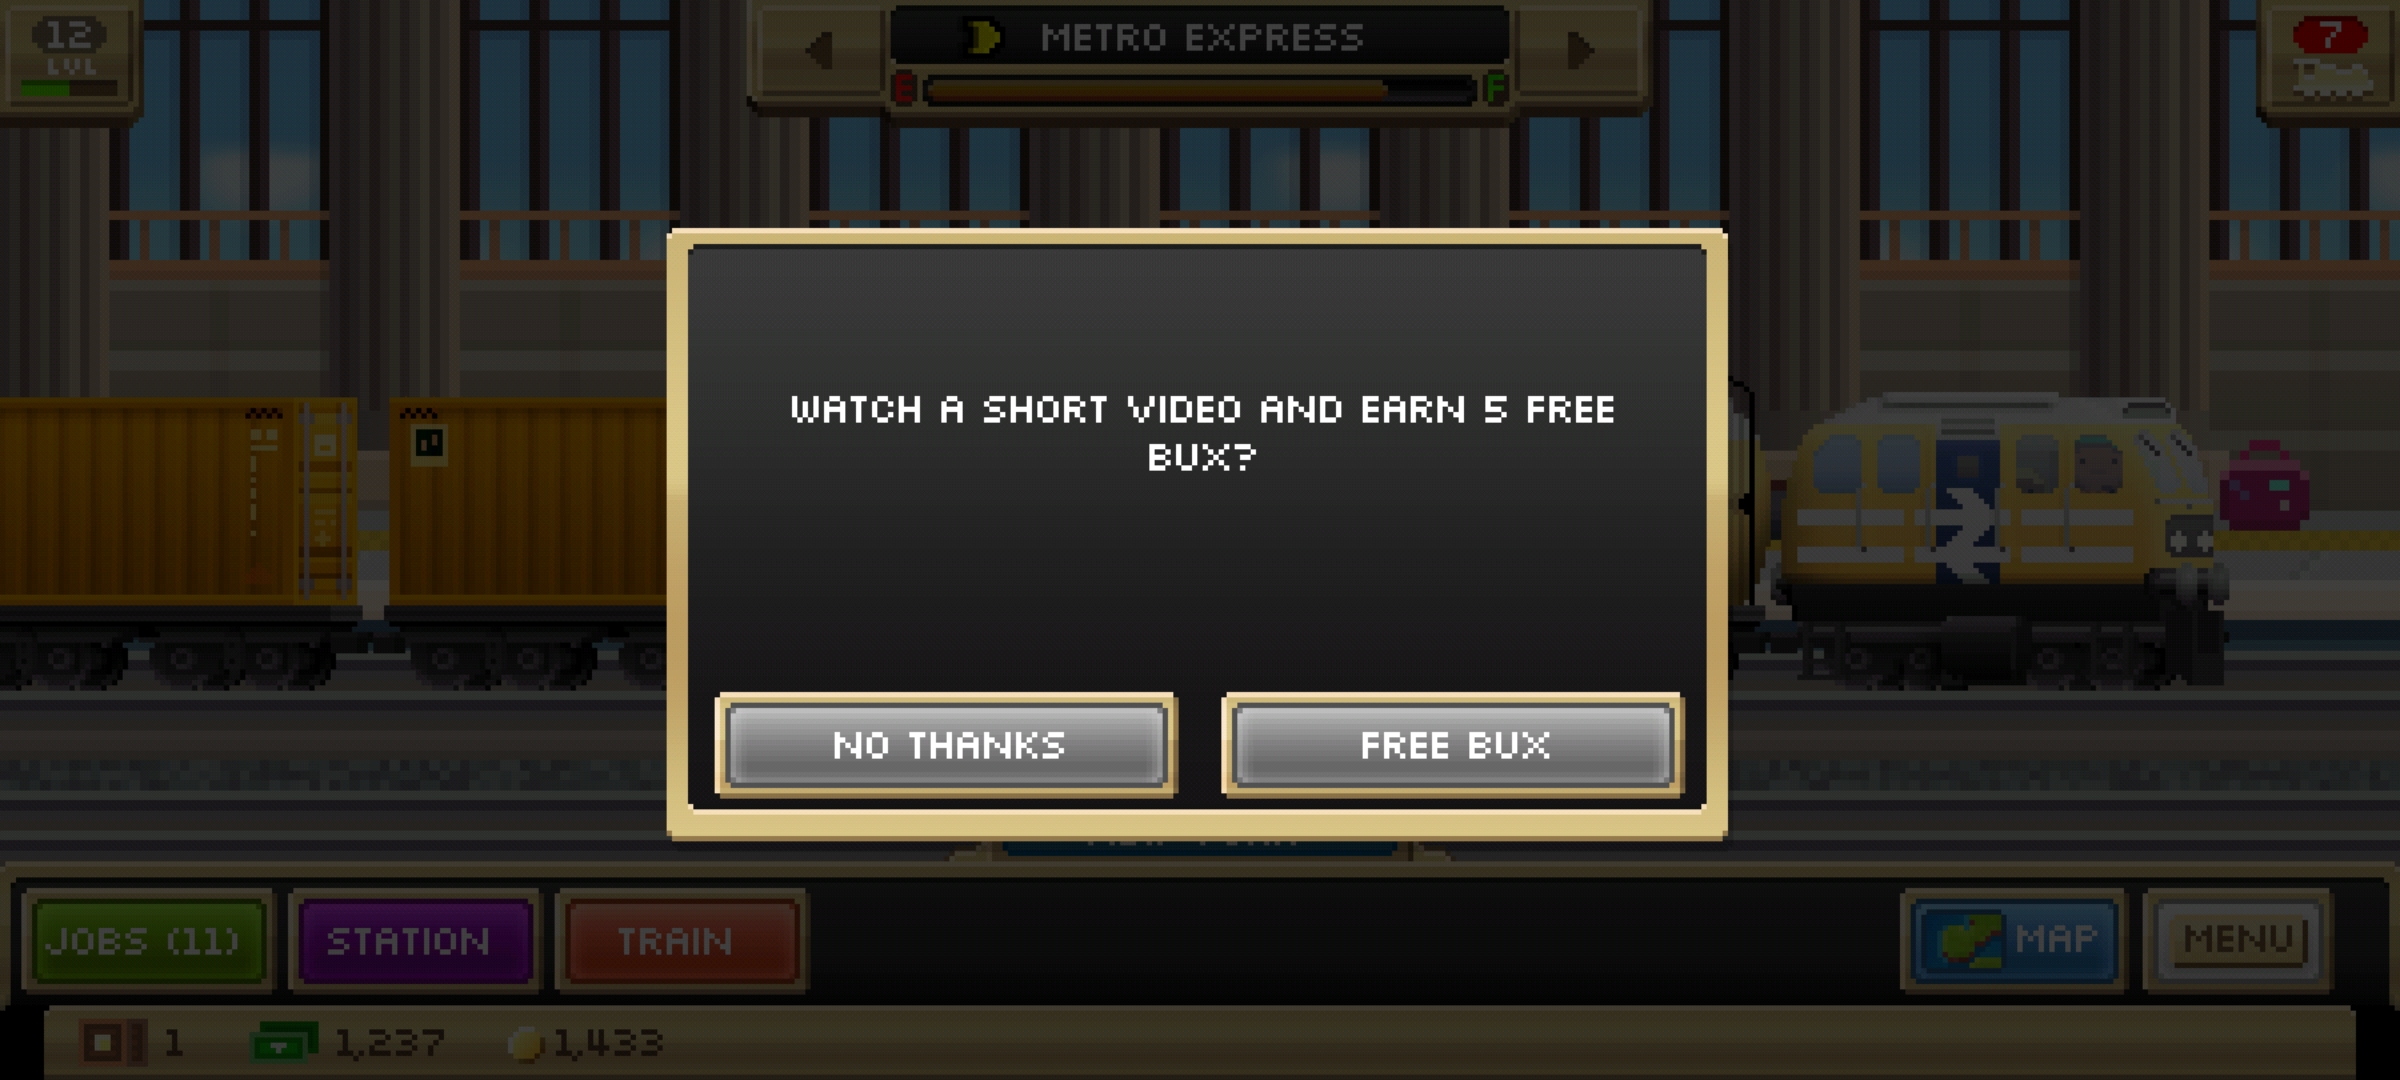 12
LVL
METRO EXPRESS
E
F
7
WATCH A SHORT VIDEO AND EARN 5 FREE
BUX?
NO THANKS
FREE BUX
JOBS (11)
STATION
TRAIN
MAP
MENU
1
1,237
1,433